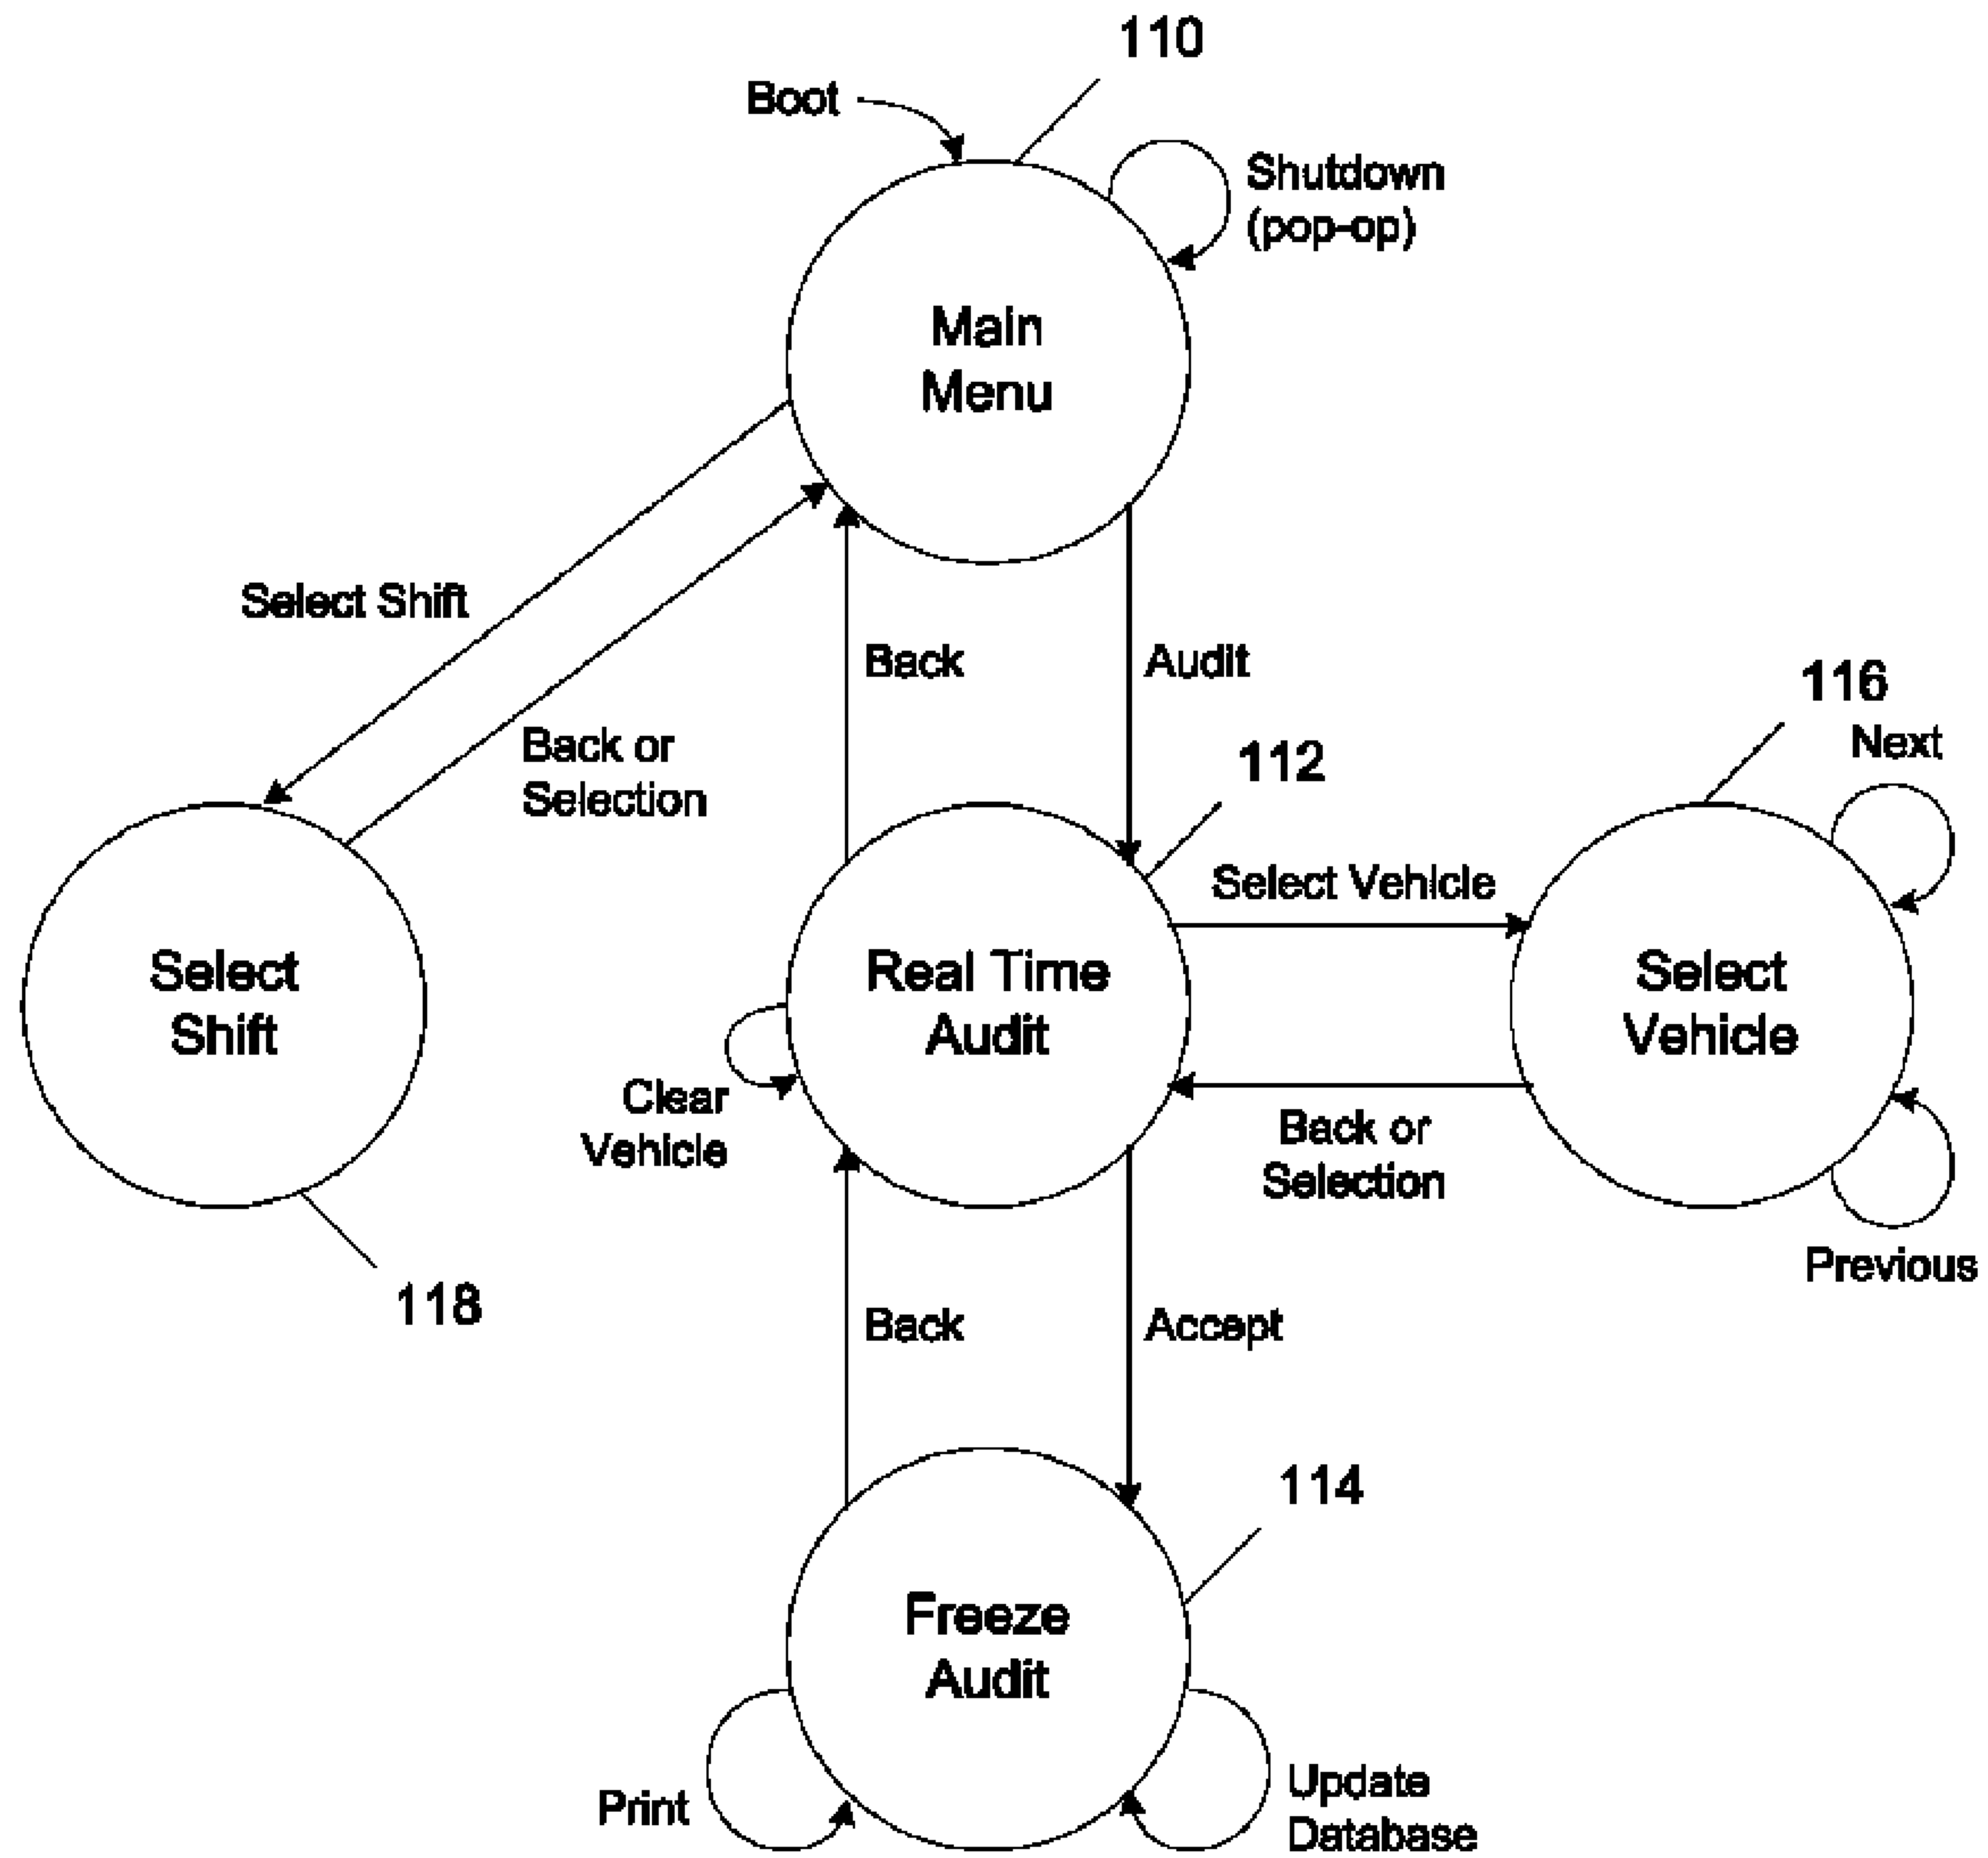 110
Boot
Shutdown
(pop-op)
Main
Menu
Select Shift
Back or
Selection
Back
Audit
112
116
Next
Select Vehicle
Select
Shift
Real Time
Audit
Select
Vehicle
Clear
Vehicle
Back or
Selection
Previous
118
Back
Accept
114
Freeze
Audit
Print
Update
Database